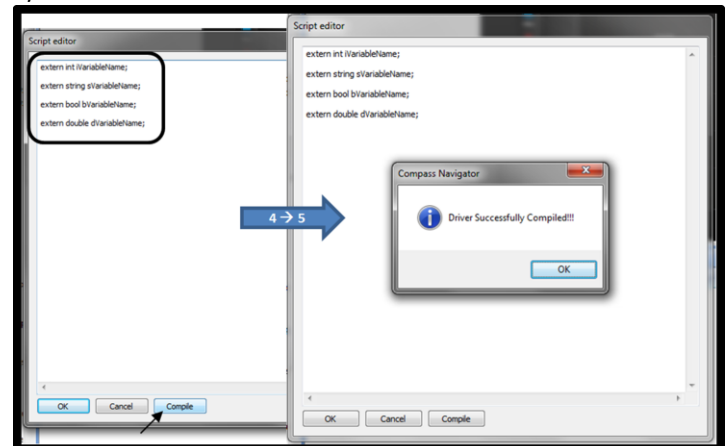 Script editor
extern int iVariableName;
extern string sVariableName;
extern bool bVariableName;
extern double dVariableName;
OK Cancel Compile
4 → 5
Script editor
extern int iVariableName;
extern string sVariableName;
extern bool bVariableName;
extern double dVariableName;
Compass Navigator
Driver Successfully Compiled!!!
OK
OK Cancel Compile